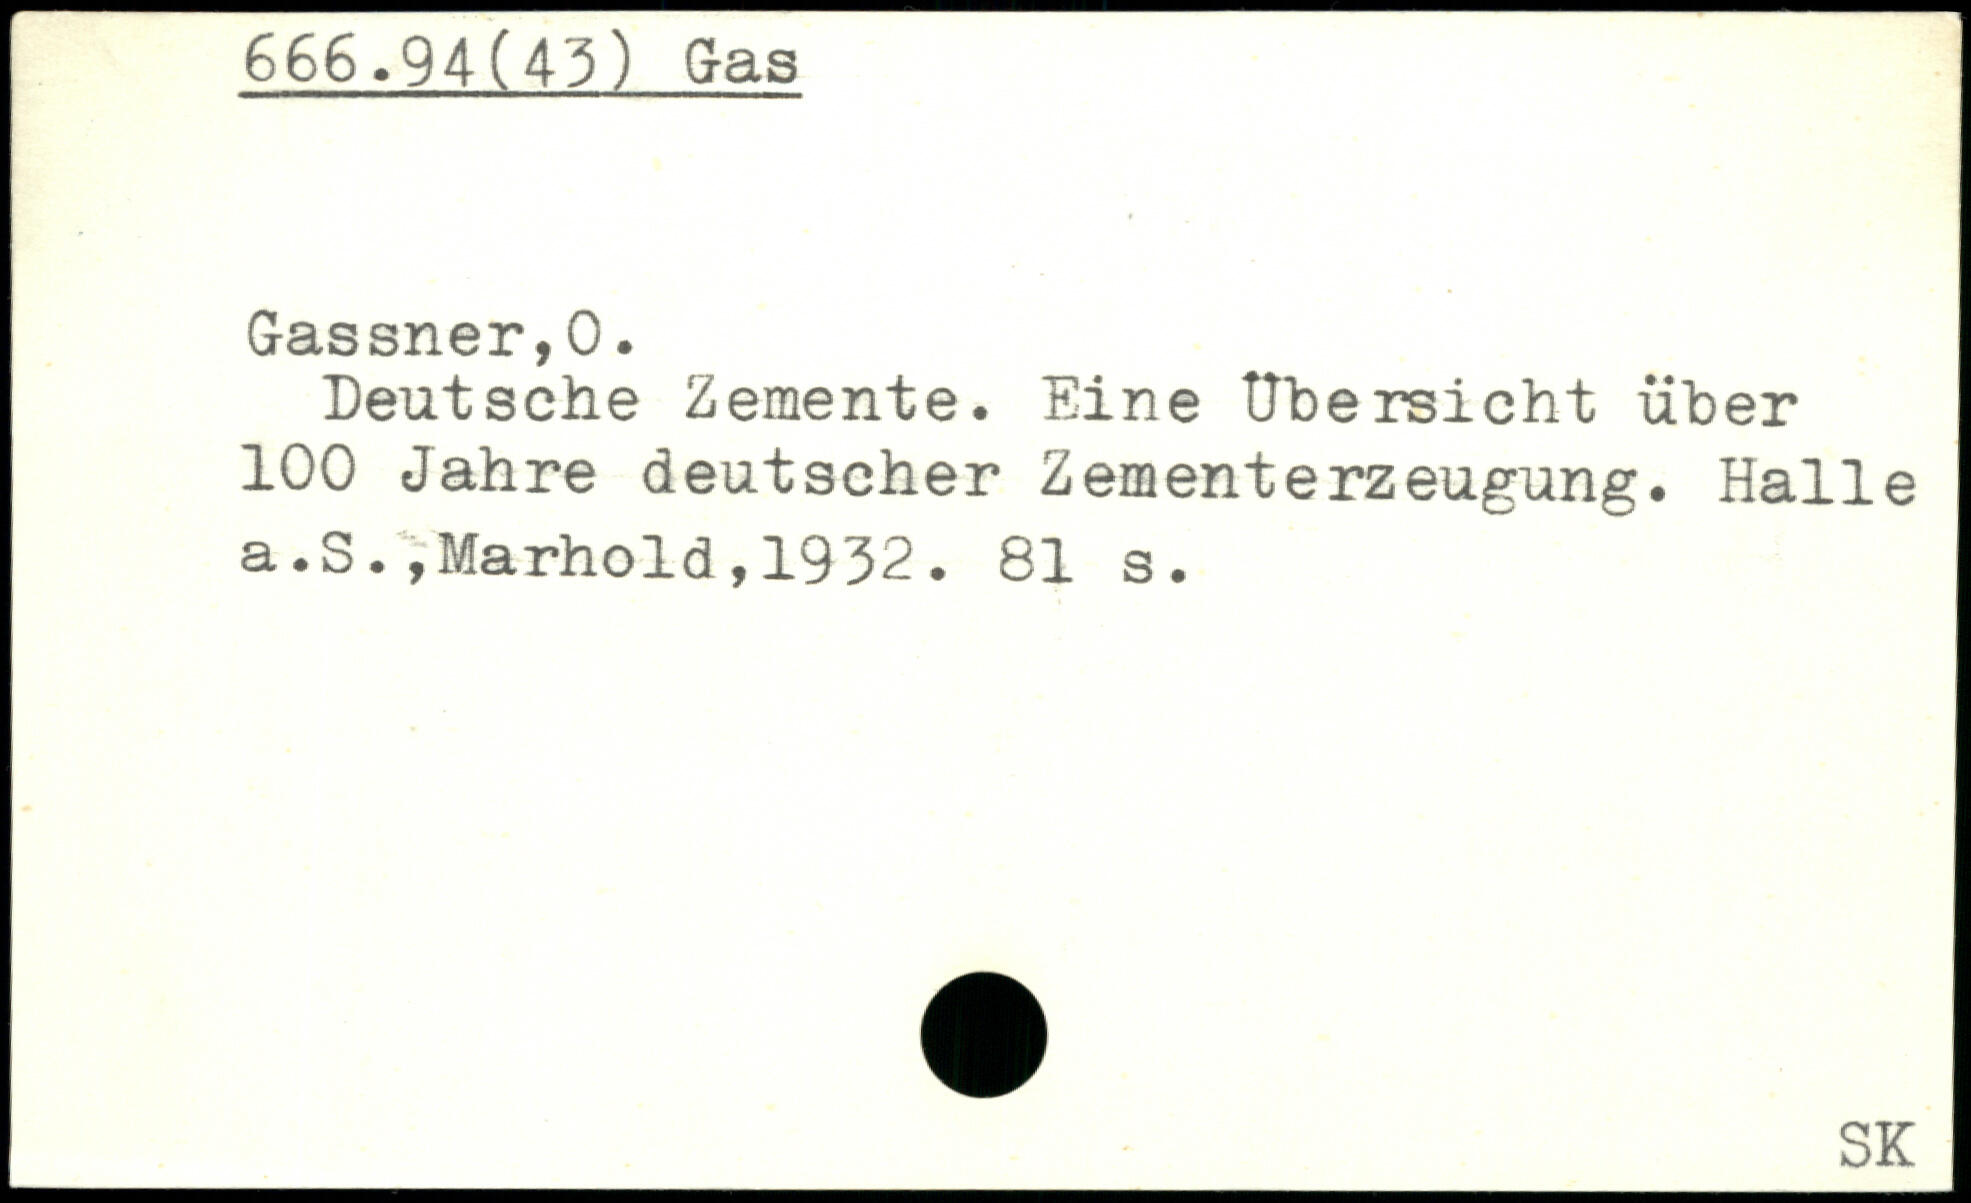 666.94(43) Gas
Gassner,O.
Deutsche Zemente. Eine Übersicht über
100 Jahre deutscher Zementerzeugung. Halle
a.S.,Marhold,1932. 81 s.
SK